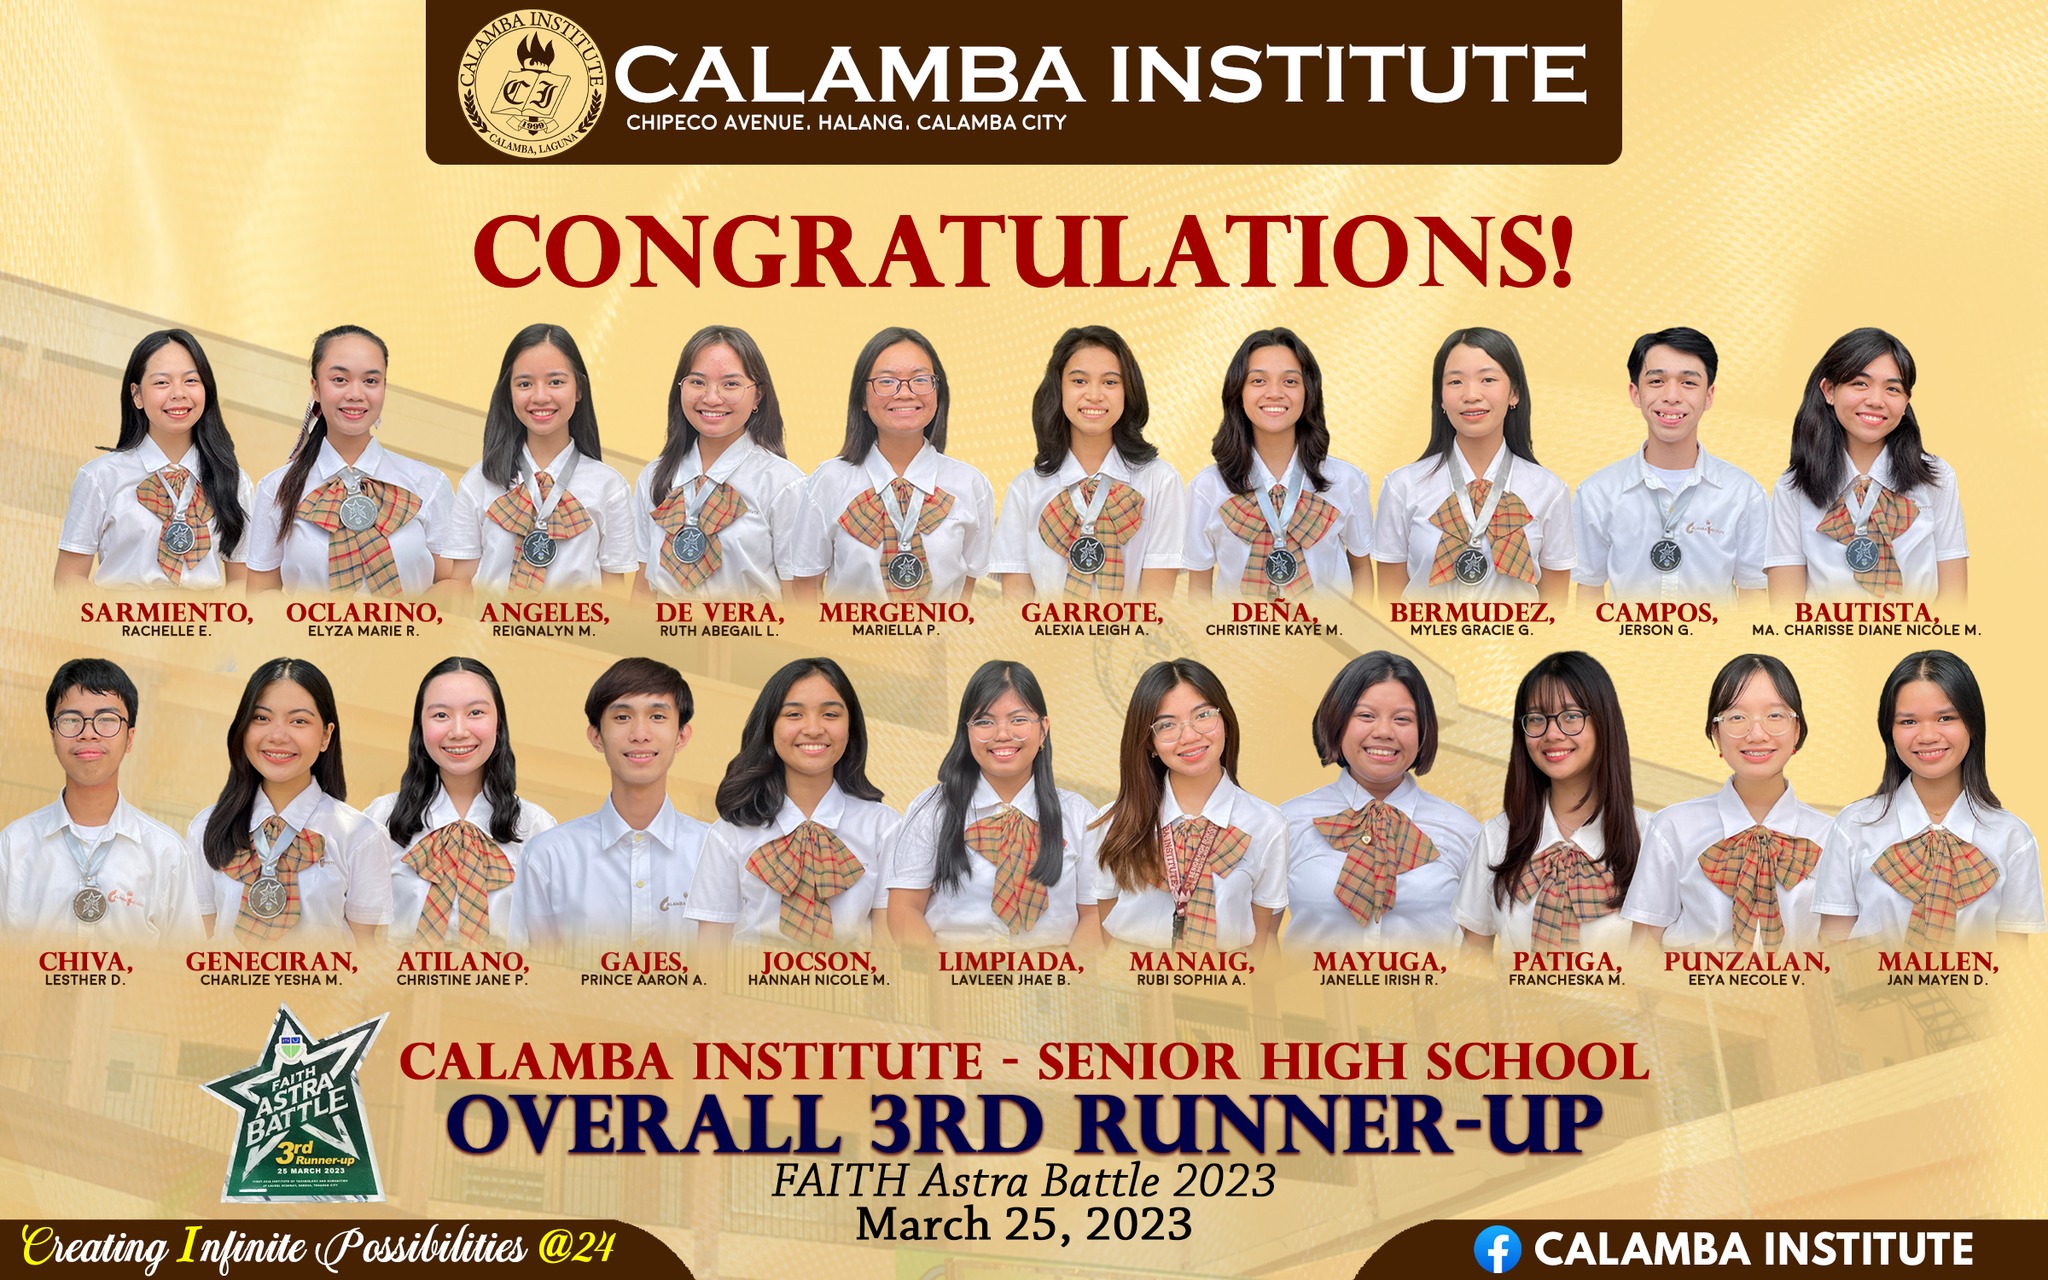 CALAMBA INSTITUTE
CALAMBA, LAGUNA
CI
1999
CALAMBA INSTITUTE
CHIPECO AVENUE, HALANG, CALAMBA CITY
CONGRATULATIONS!
SARMIENTO, OCLARINO, ANGELES, DE VERA, MERGENIO, GARROTE, DEÑA, BERMUDEZ, CAMPOS, BAUTISTA,
RACHELLE E. ELYZA MARIE R. REIGNALYN M. RUTH ABEGAIL L. MARIELLA P. ALEXIA LEIGH A. CHRISTINE KAYE M. MYLES GRACIE G. JERSON G. MA. CHARISSE DIANE NICOLE M.
CHIVA, GENECIRAN, ATILANO, GAJES, JOCSON, LIMPIADA, MANAIG, MAYUGA, PATIGA, PUNZALAN, MALLEN,
LESTHER D. CHARLIZE YESHA M. CHRISTINE JANE P. PRINCE AARON A. HANNAH NICOLE M. LAVLEEN JHAE B. RUBI SOPHIA A. JANELLE IRISH R. FRANCHESKA M. EEYA NECOLE V. JAN MAYEN D.
FAITH
ASTRA
BATTLE
3rd
Runner-up
25 MARCH 2023
CALAMBA INSTITUTE - SENIOR HIGH SCHOOL
OVERALL 3RD RUNNER-UP
FAITH Astra Battle 2023
March 25, 2023
Creating Infinite Possibilities @24
CALAMBA INSTITUTE